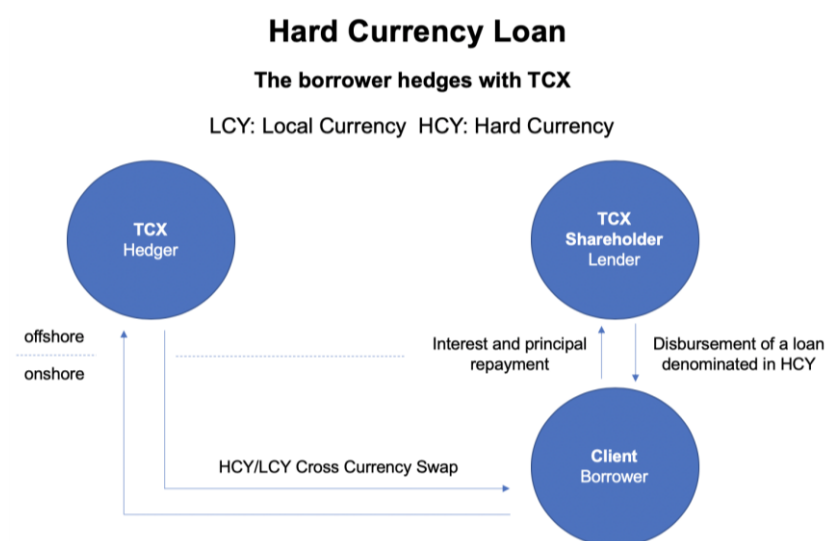 Hard Currency Loan
The borrower hedges with TCX
LCY: Local Currency  HCY: Hard Currency
TCX
Hedger
TCX
Shareholder
Lender
offshore
onshore
Interest and principal
repayment
Disbursement of a loan
denominated in HCY
HCY/LCY Cross Currency Swap
Client
Borrower